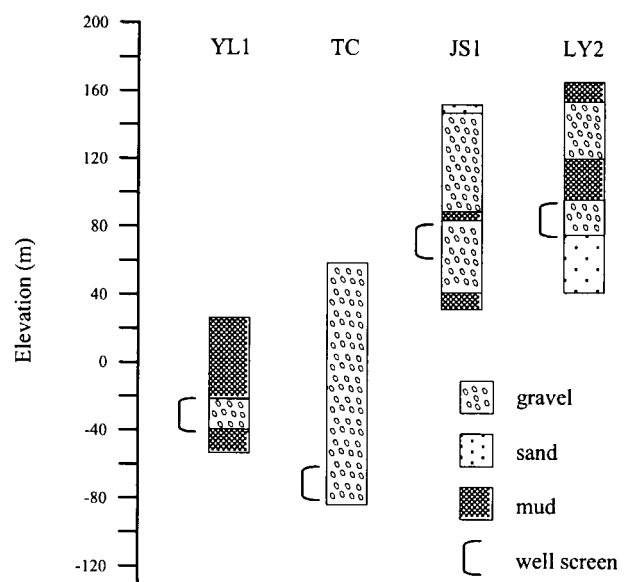 200
160
120
80
40
0
-40
-80
-120
Elevation (m)
YL1
TC
JS1
LY2
gravel
sand
mud
well screen